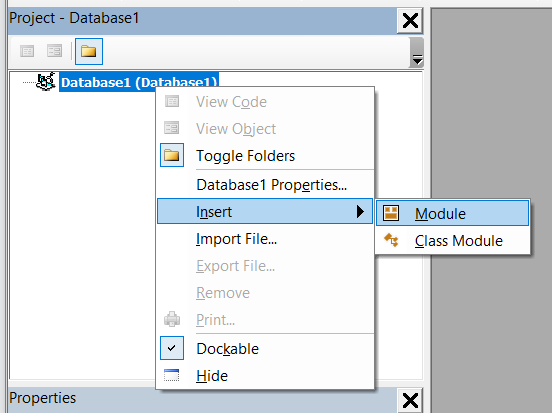 Project - Database1
Database1 (Database1)
View Code
View Object
Toggle Folders
Database1 Properties...
Insert
Module
Class Module
Import File...
Export File...
Remove
Print...
Dockable
Hide
Properties